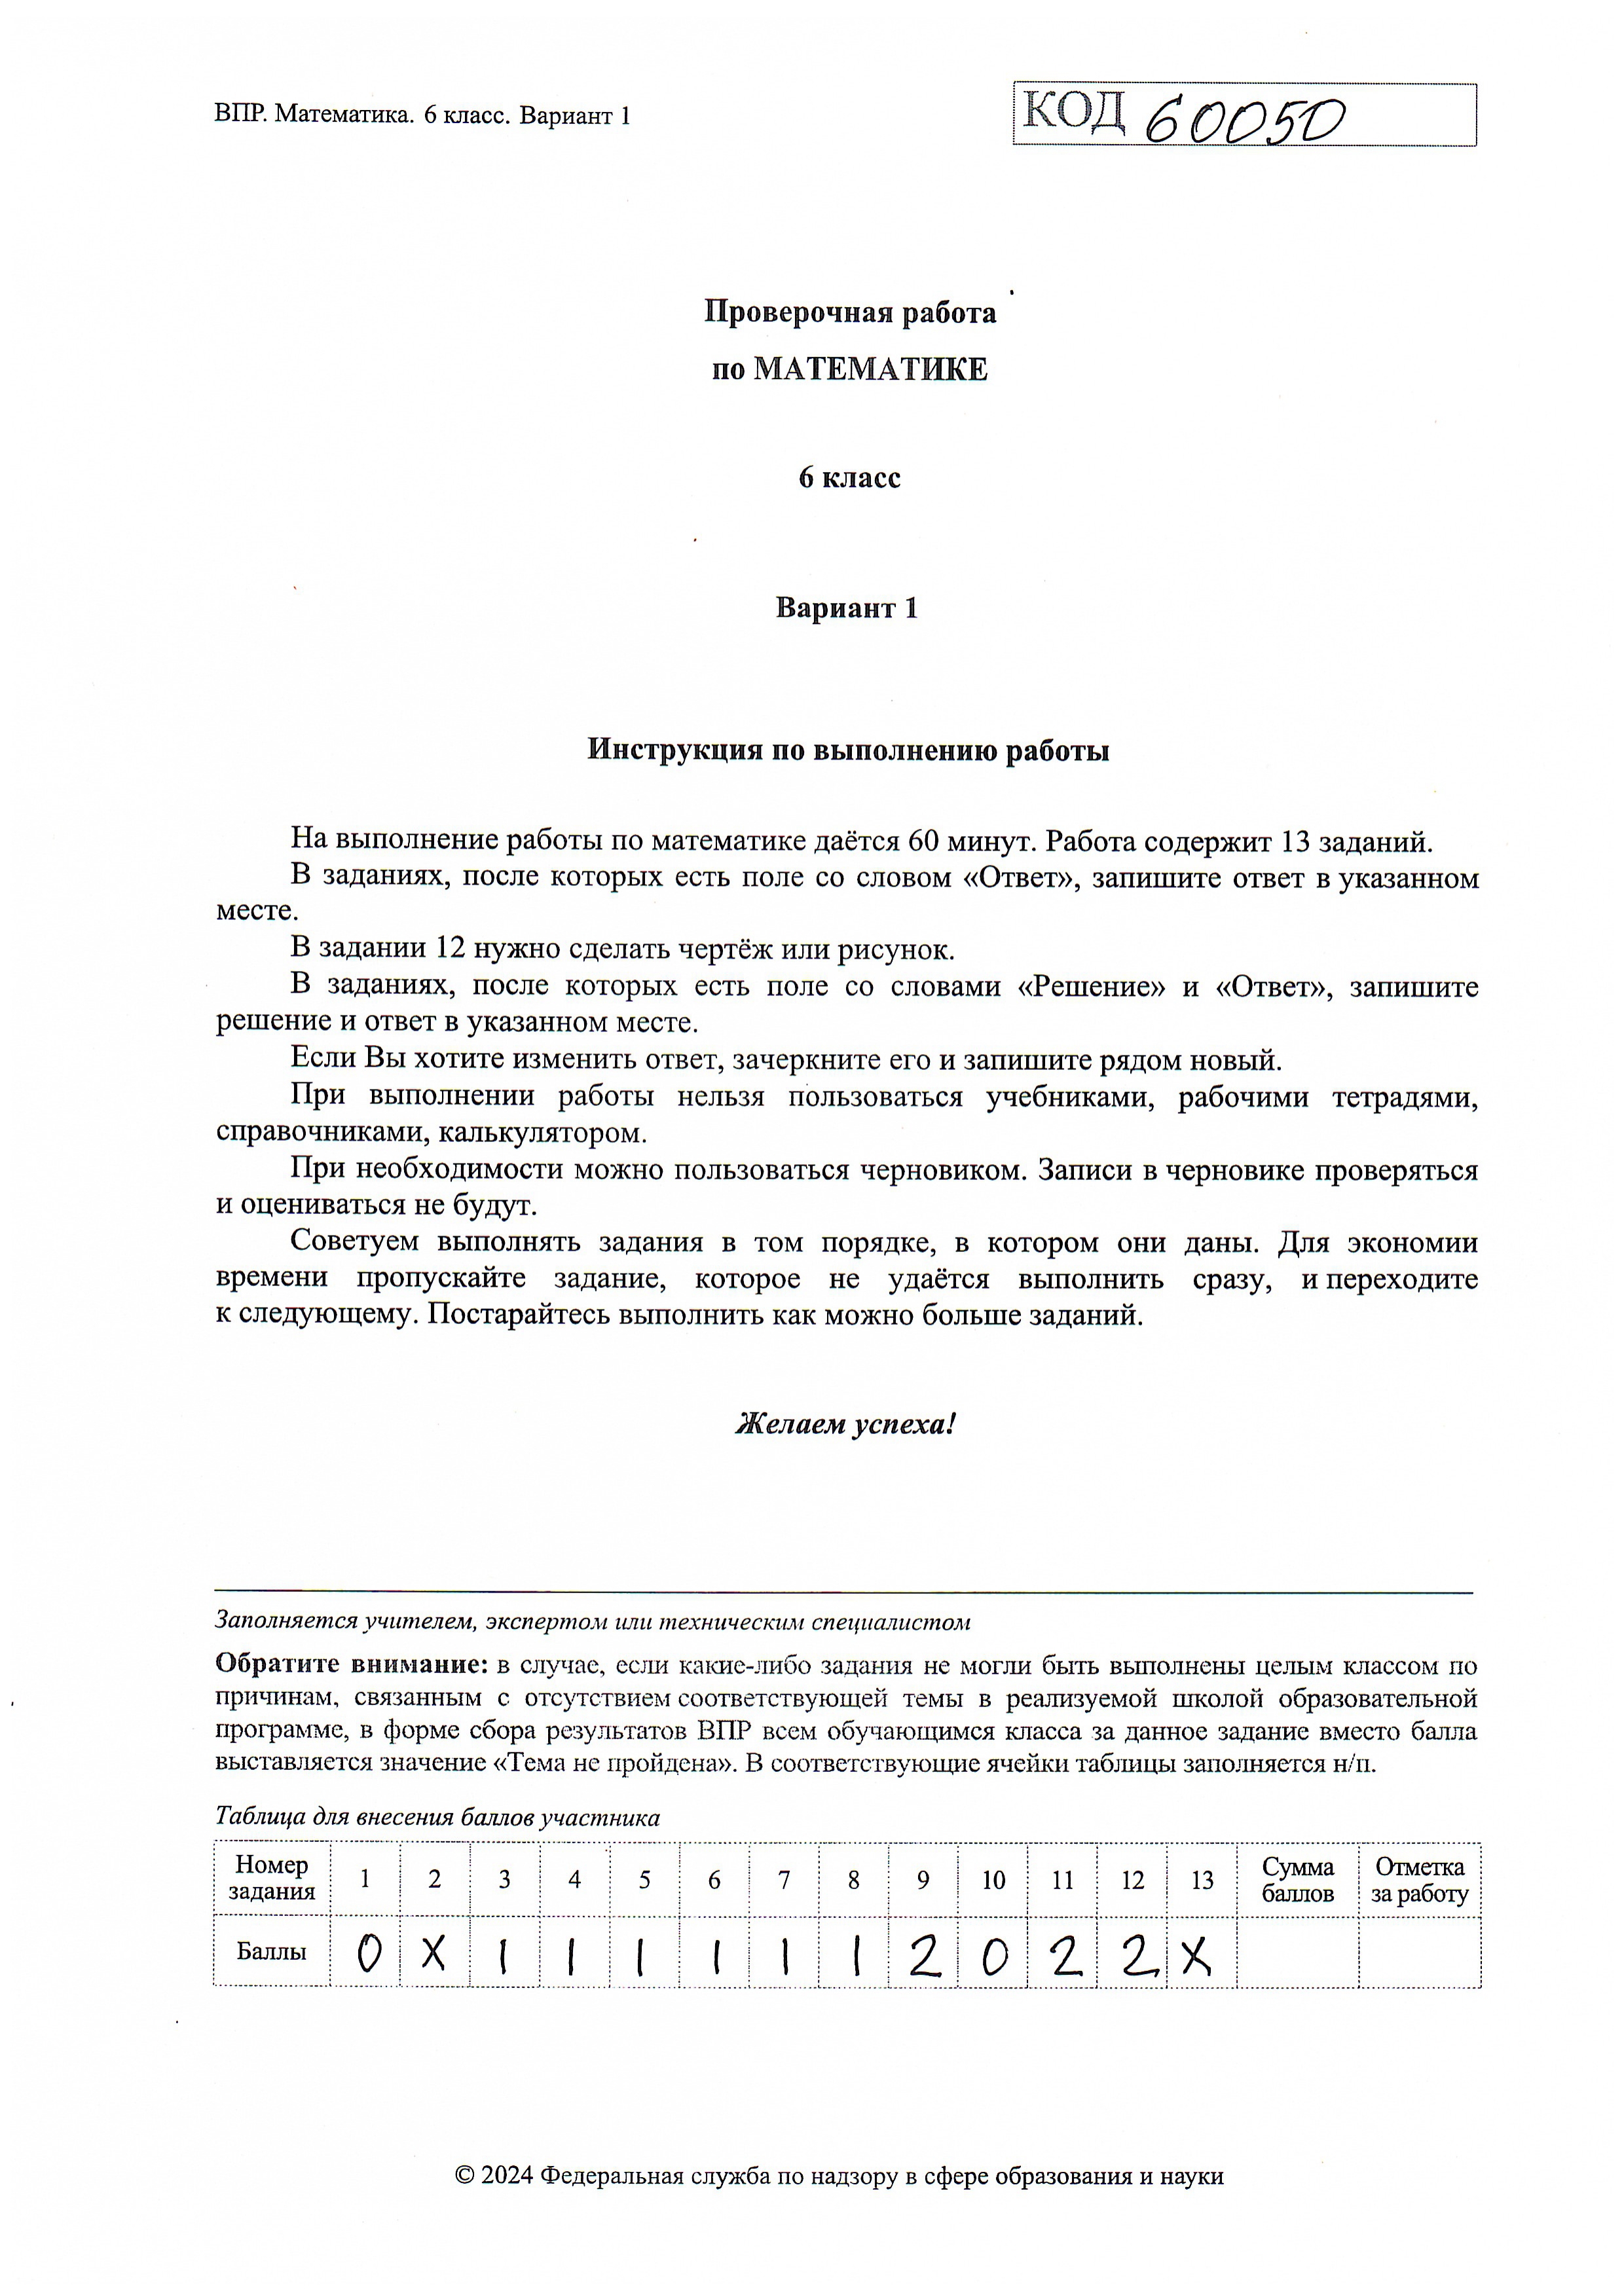 ВПР. Математика. 6 класс. Вариант 1
КОД 60050
Проверочная работа
по МАТЕМАТИКЕ
6 класс
Вариант 1
Инструкция по выполнению работы
На выполнение работы по математике даётся 60 минут. Работа содержит 13 заданий.
В заданиях, после которых есть поле со словом «Ответ», запишите ответ в указанном
месте.
В задании 12 нужно сделать чертёж или рисунок.
В заданиях, после которых есть поле со словами «Решение» и «Ответ», запишите
решение и ответ в указанном месте.
Если Вы хотите изменить ответ, зачеркните его и запишите рядом новый.
При выполнении работы нельзя пользоваться учебниками, рабочими тетрадями,
справочниками, калькулятором.
При необходимости можно пользоваться черновиком. Записи в черновике проверяться
и оцениваться не будут.
Советуем выполнять задания в том порядке, в котором они даны. Для экономии
времени пропускайте задание, которое не удаётся выполнить сразу, и переходите
к следующему. Постарайтесь выполнить как можно больше заданий.
Желаем успеха!
Заполняется учителем, экспертом или техническим специалистом
Обратите внимание: в случае, если какие-либо задания не могли быть выполнены целым классом по
причинам, связанным с отсутствием соответствующей темы в реализуемой школой образовательной
программе, в форме сбора результатов ВПР всем обучающимся класса за данное задание вместо балла
выставляется значение «Тема не пройдена». В соответствующие ячейки таблицы заполняется н/п.
Таблица для внесения баллов участника
Номер задания 1 2 3 4 5 6 7 8 9 10 11 12 13 Сумма баллов Отметка за работу
Баллы 0 X 1 1 1 1 1 1 2 0 2 2 X
© 2024 Федеральная служба по надзору в сфере образования и науки